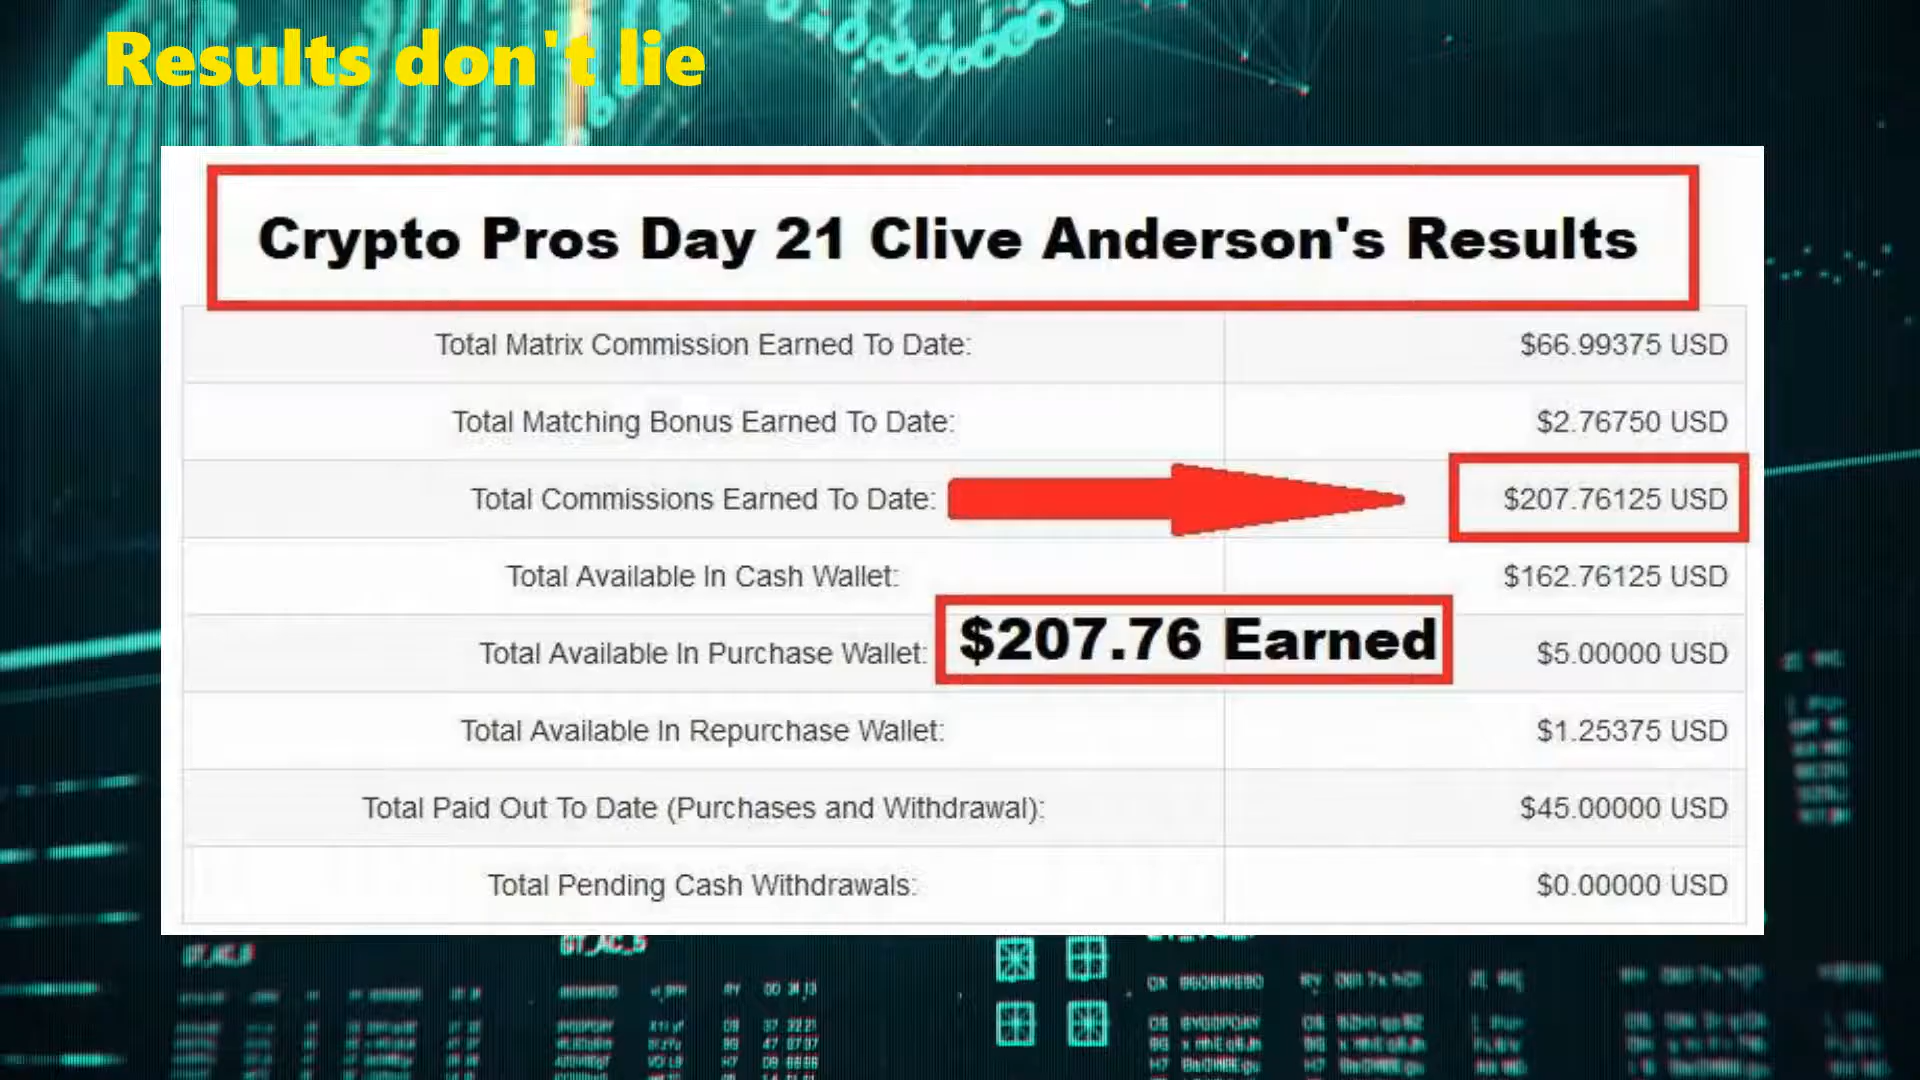 Results don't lie
Crypto Pros Day 21 Clive Anderson's Results
Total Matrix Commission Earned To Date: $66.99375 USD
Total Matching Bonus Earned To Date: $2.76750 USD
Total Commissions Earned To Date: $207.76125 USD
Total Available In Cash Wallet: $162.76125 USD
$207.76 Earned
Total Available In Purchase Wallet: $5.00000 USD
Total Available In Repurchase Wallet: $1.25375 USD
Total Paid Out To Date (Purchases and Withdrawal): $45.00000 USD
Total Pending Cash Withdrawals: $0.00000 USD